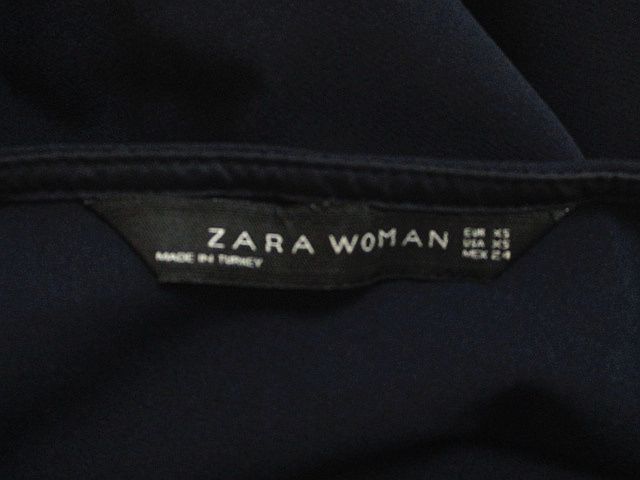 ZARA WOMAN
MADE IN TURKEY
EUR XS
USA XS
MEX 24